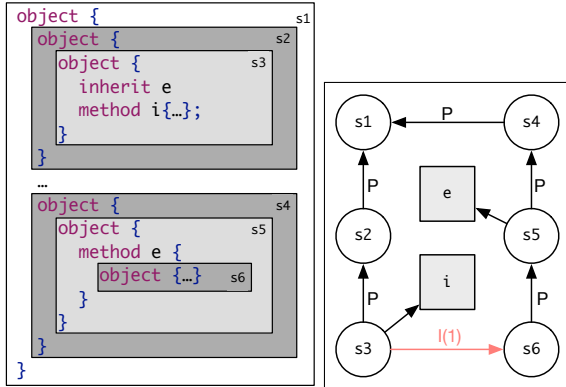 object { s1
object { s2
object { s3
inherit e
method i{…};
}
}
…
object { s4
object { s5
method e {
object {…} s6
}
}
}
}
s1 P s4
P e P
s2 s5
P i P
s3 I(1) s6